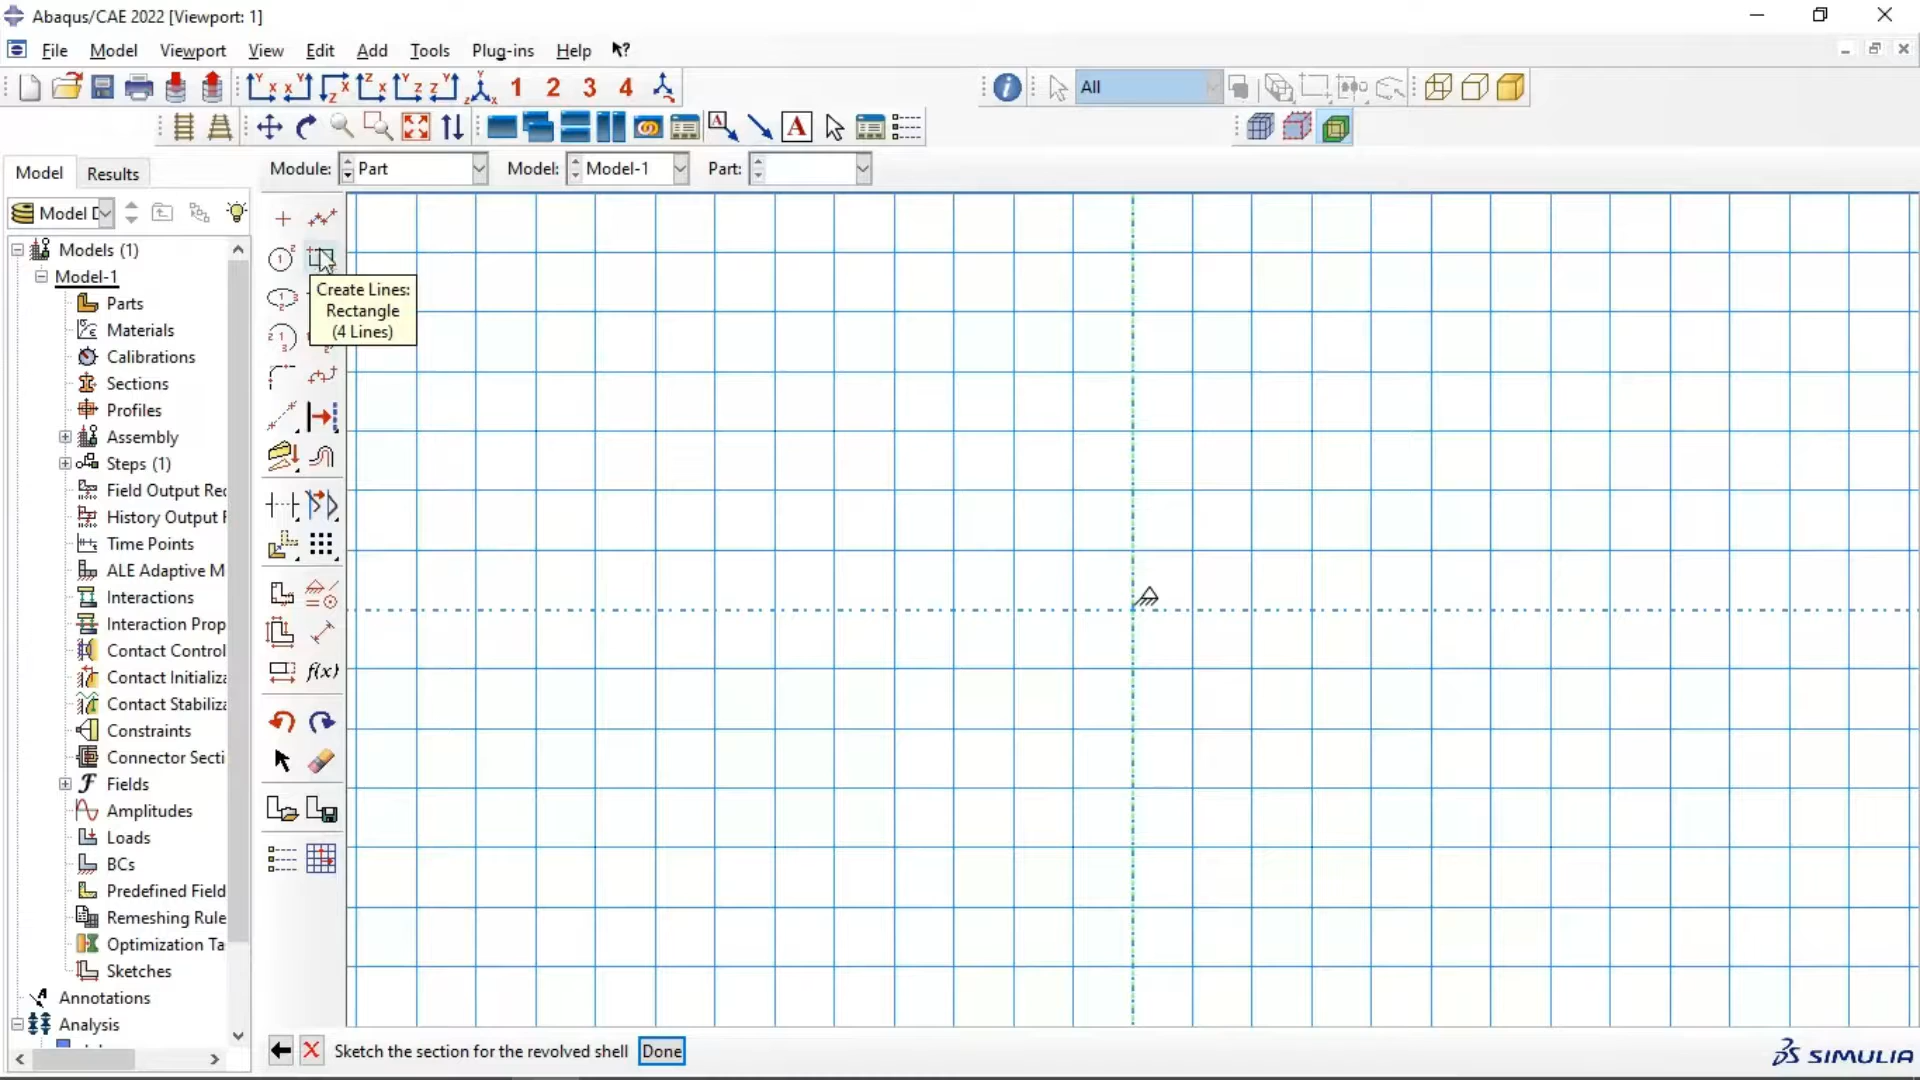 Abaqus/CAE 2022 [Viewport: 1]
File Model Viewport View Edit Add Tools Plug-ins Help
1 2 3 4 All
A
Model Results
Module: Part Model: Model-1 Part:
Model D
Models (1)
Model-1
Parts
Materials
Calibrations
Sections
Profiles
Assembly
Steps (1)
Field Output Req
History Output R
Time Points
ALE Adaptive M
Interactions
Interaction Prop
Contact Control
Contact Initializa
Contact Stabiliza
Constraints
Connector Secti
Fields
Amplitudes
Loads
BCs
Predefined Field
Remeshing Rule
Optimization Ta
Sketches
Annotations
Analysis
Create Lines:
Rectangle
(4 Lines)
f(x)
Sketch the section for the revolved shell Done
SIMULIA